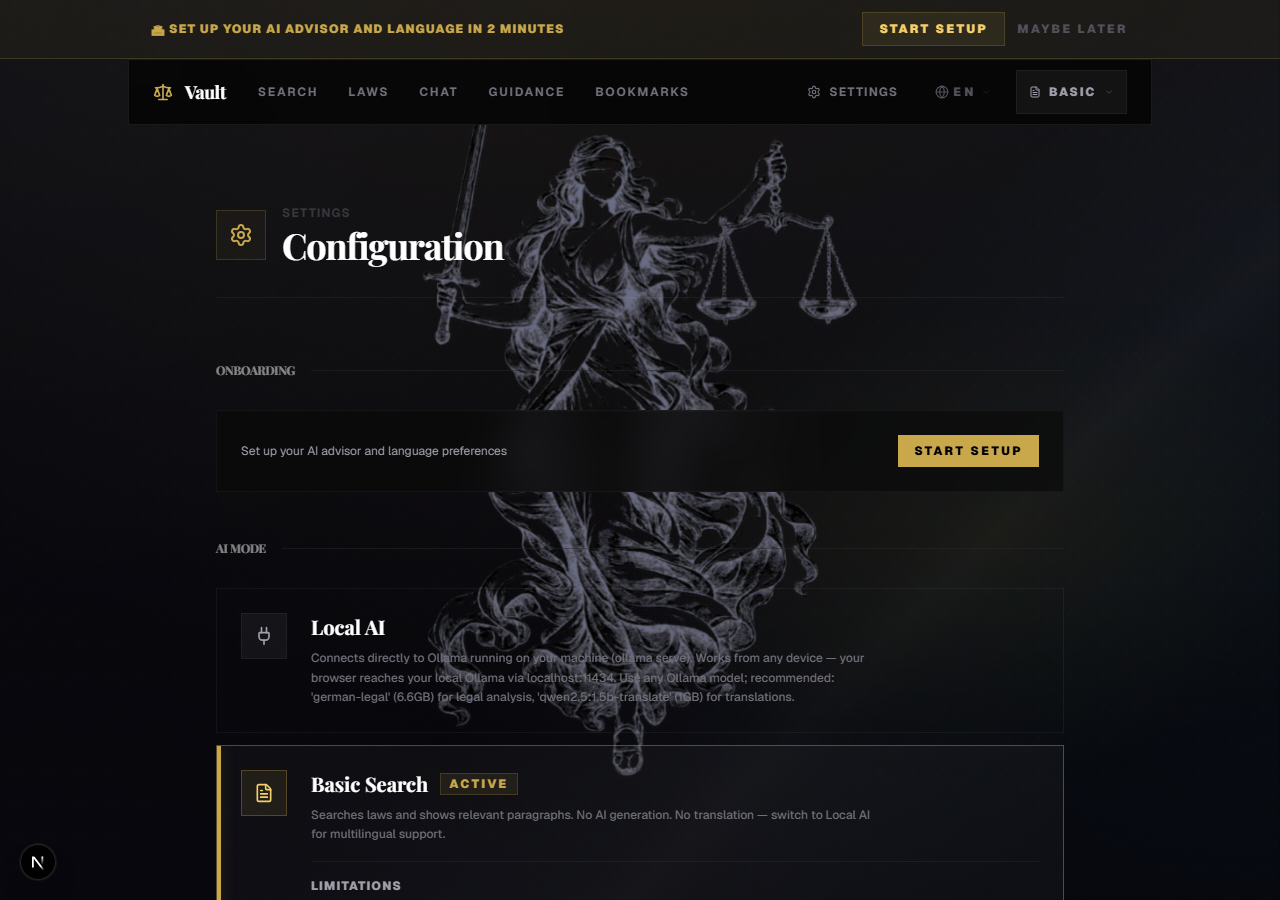 SET UP YOUR AI ADVISOR AND LANGUAGE IN 2 MINUTES
START SETUP
MAYBE LATER
Vault
SEARCH
LAWS
CHAT
GUIDANCE
BOOKMARKS
SETTINGS
EN
BASIC
SETTINGS
Configuration
ONBOARDING
Set up your AI advisor and language preferences
START SETUP
AI MODE
Local AI
Connects directly to Ollama running on your machine (ollama serve). Works from any device — your
browser reaches your local Ollama via localhost:11434. Use any Ollama model; recommended:
'german-legal' (6.6GB) for legal analysis, 'qwen2.5:1.5b-translate' (1GB) for translations.
Basic Search
ACTIVE
Searches laws and shows relevant paragraphs. No AI generation. No translation — switch to Local AI
for multilingual support.
LIMITATIONS
N